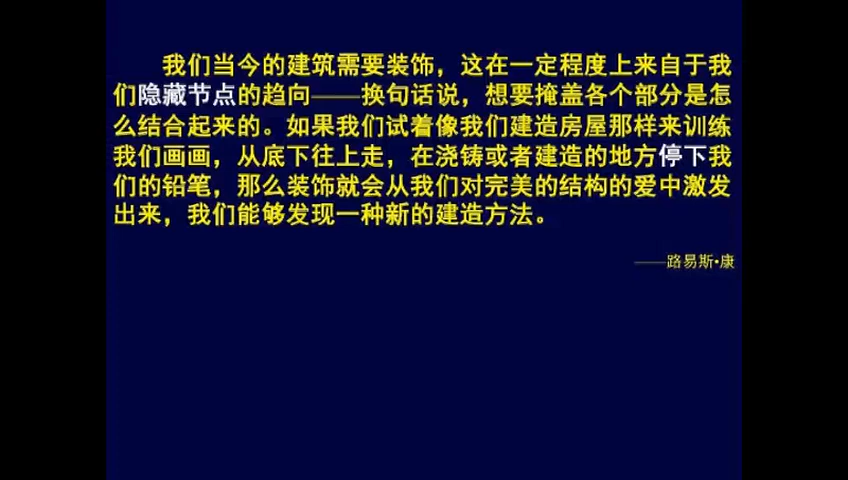 我们当今的建筑需要装饰，这在一定程度上来自于我
们隐藏节点的趋向——换句话说，想要掩盖各个部分是怎
么结合起来的。如果我们试着像我们建造房屋那样来训练
我们画画，从底下往上走，在浇铸或者建造的地方停下我
们的铅笔，那么装饰就会从我们对完美的结构的爱中激发
出来，我们能够发现一种新的建造方法。
——路易斯•康